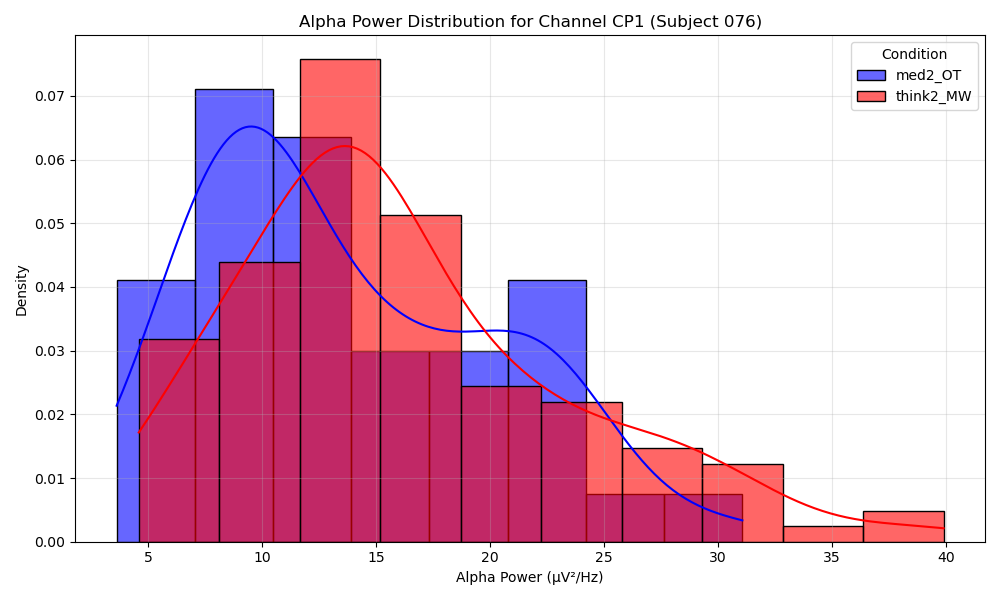 Alpha Power Distribution for Channel CP1 (Subject 076)
Condition
med2_OT
think2_MW
Density
0.07
0.06
0.05
0.04
0.03
0.02
0.01
0.00
5 10 15 20 25 30 35 40
Alpha Power (µV²/Hz)